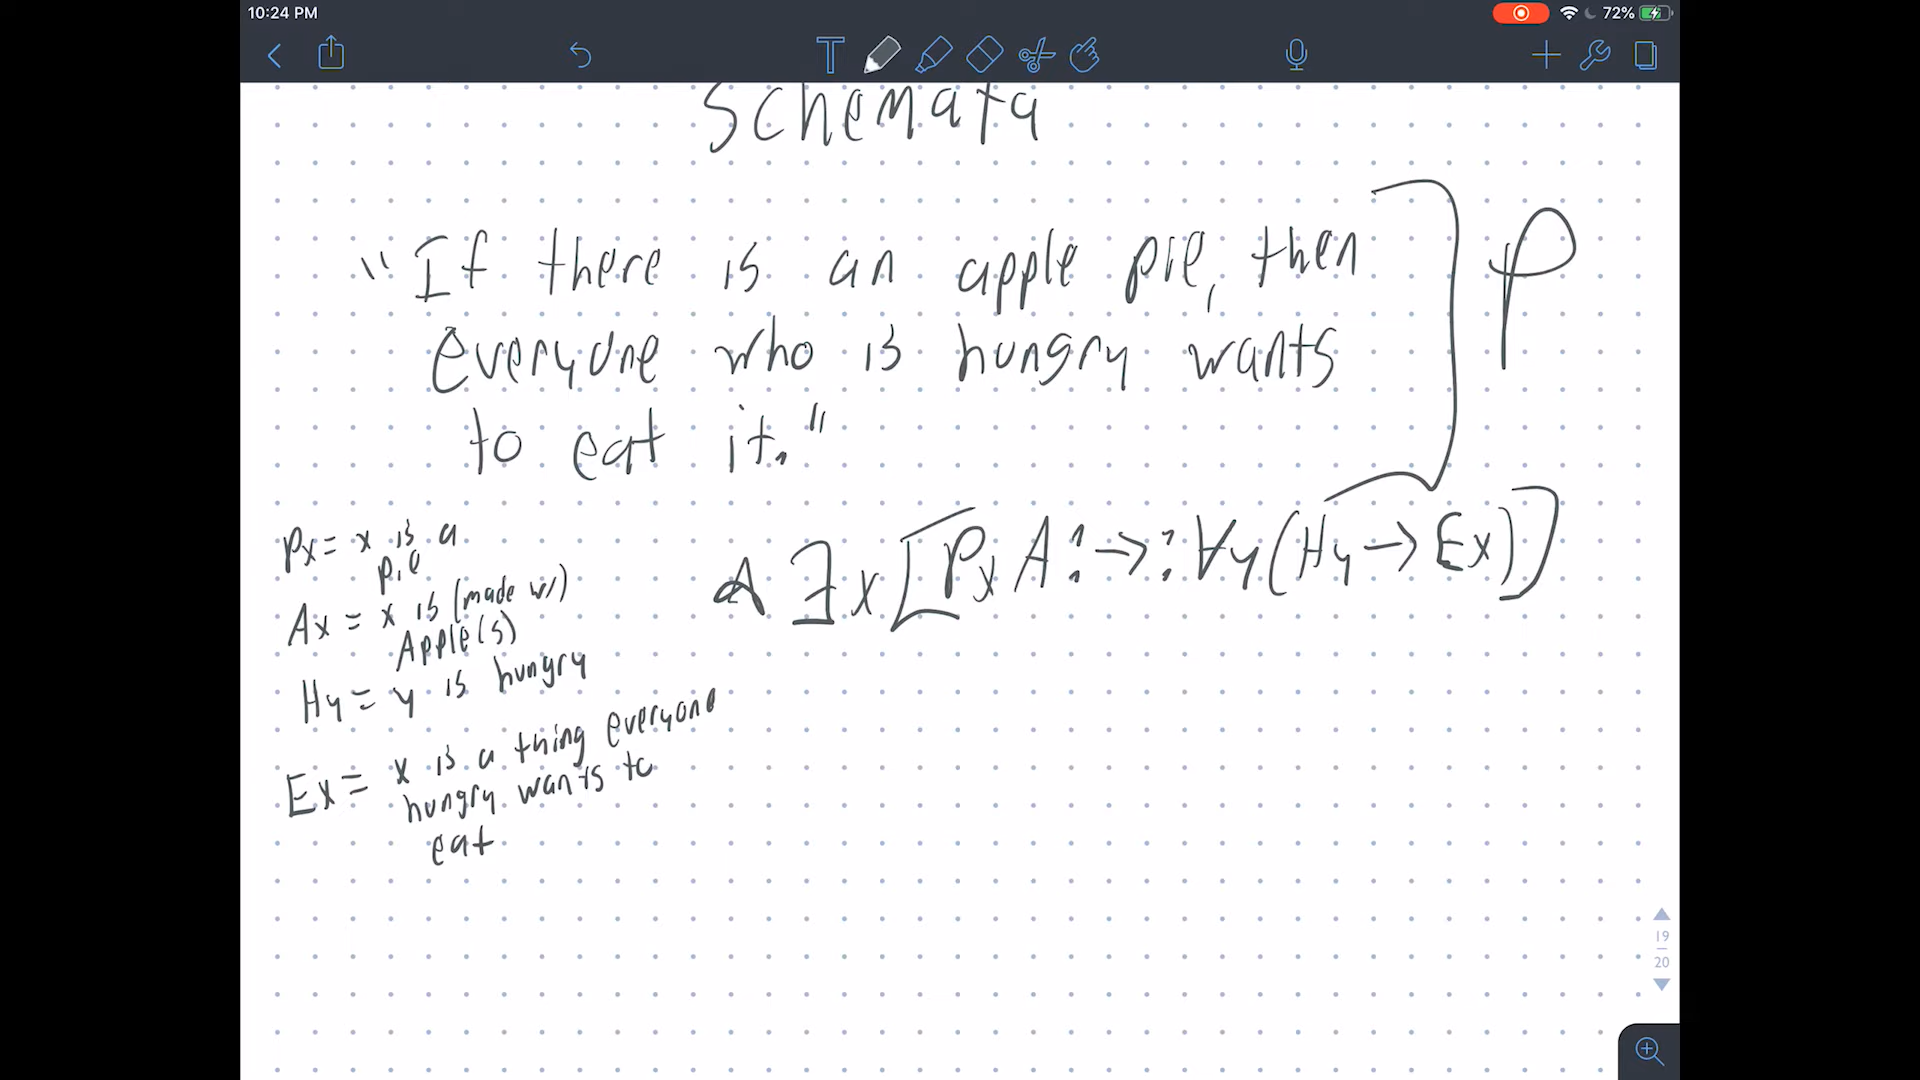 10:24 PM
72%
Schemata
"If there is an apple pie, then
everyone who is hungry wants
to eat it."
P
Px = x is a
pie
Ax = x is (made w/)
Apple(s)
Hy = y is hungry
Ex = x is a thing everyone
hungry wants to
eat
∃x[Px A : → : ∀y(Hy → Ex)]
19
20